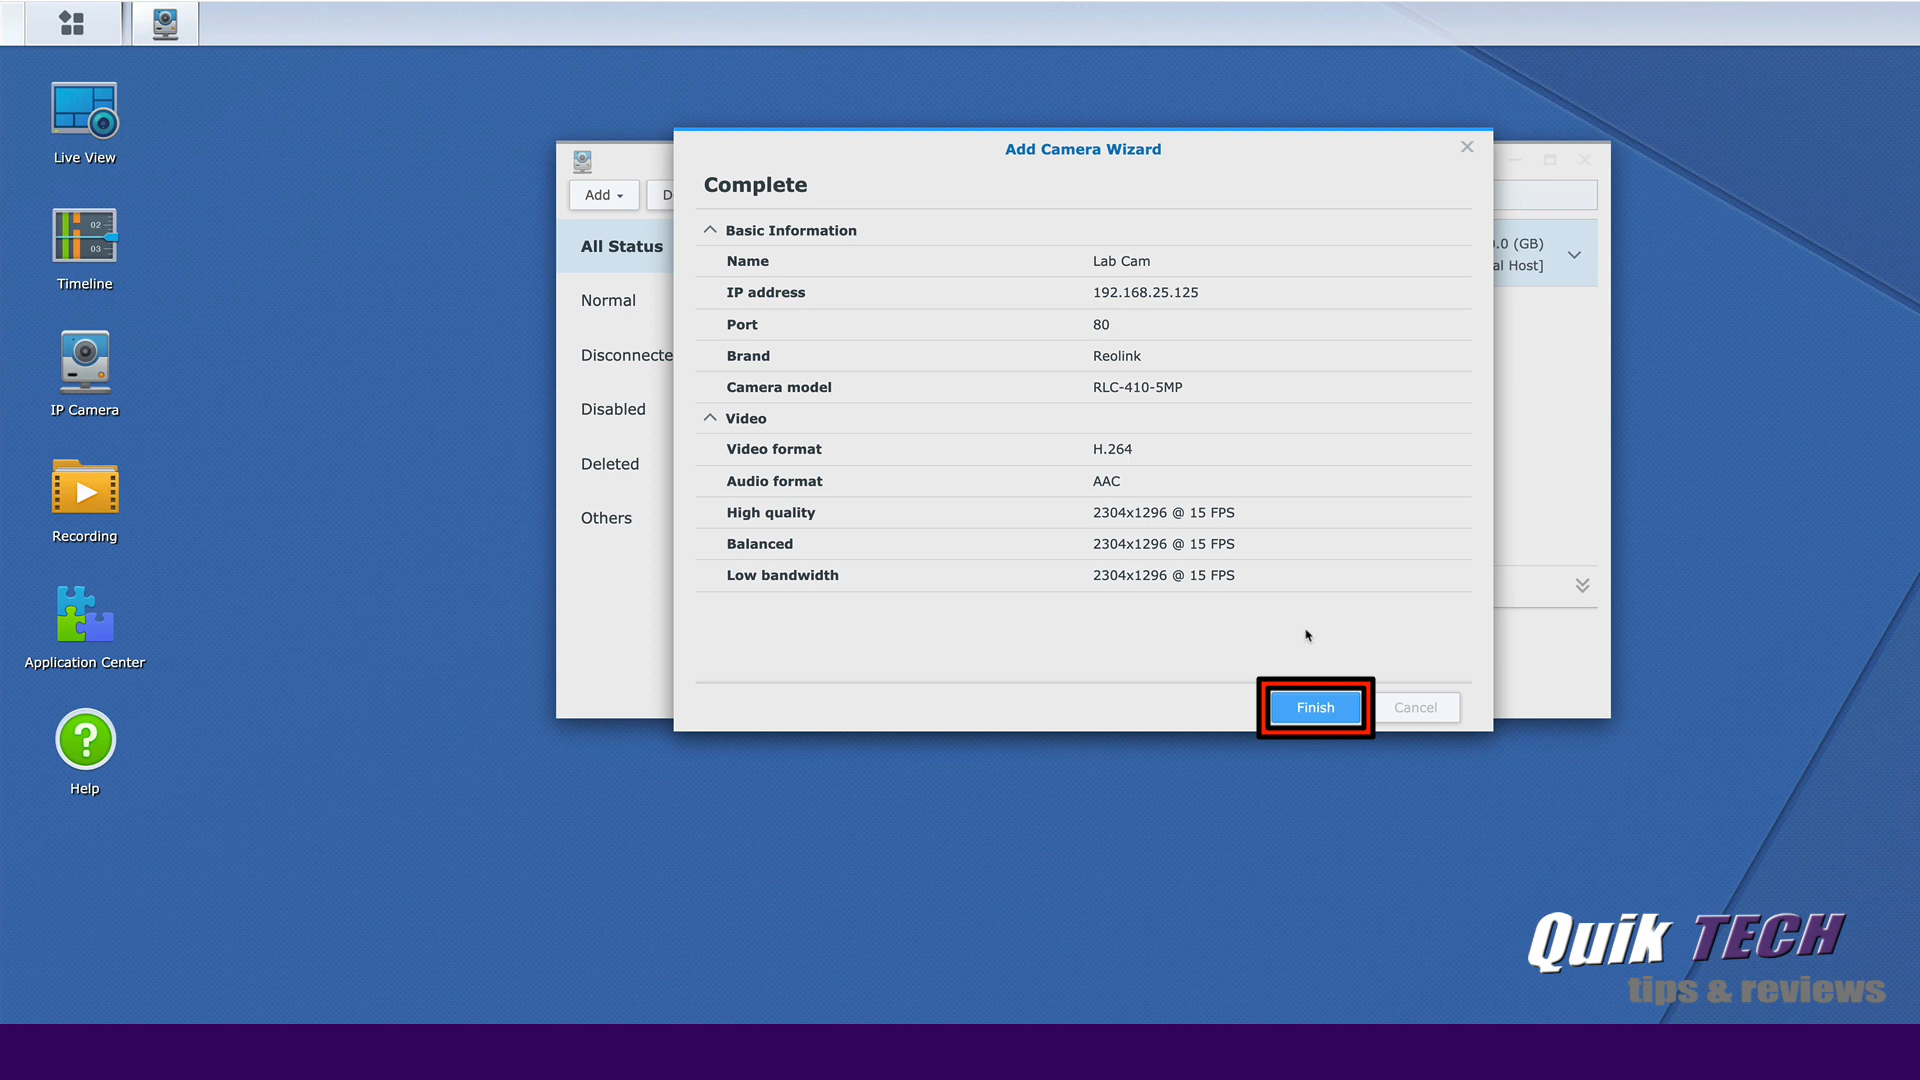 Live View
02
03
Timeline
IP Camera
Recording
Application Center
?
Help
Add
D
All Status
Normal
Disconnecte
Disabled
Deleted
Others
.0 (GB)
al Host]
Add Camera Wizard
Complete
Basic Information
Name Lab Cam
IP address 192.168.25.125
Port 80
Brand Reolink
Camera model RLC-410-5MP
Video
Video format H.264
Audio format AAC
High quality 2304x1296 @ 15 FPS
Balanced 2304x1296 @ 15 FPS
Low bandwidth 2304x1296 @ 15 FPS
Finish Cancel
Quik TECH
tips & reviews